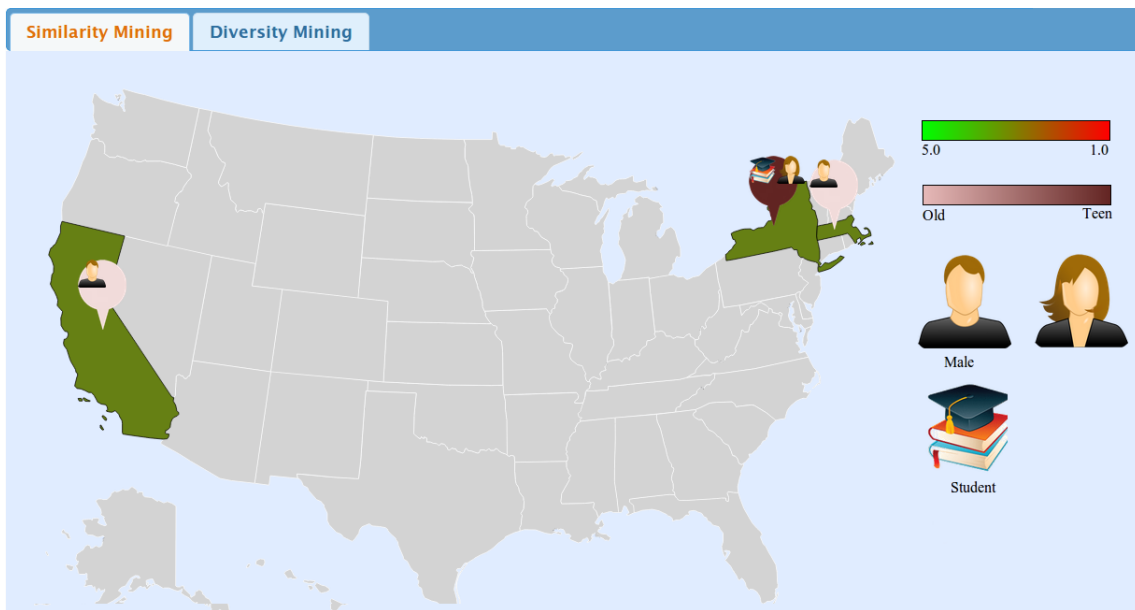 Similarity Mining
Diversity Mining
5.0 1.0
Old Teen
Male
Student